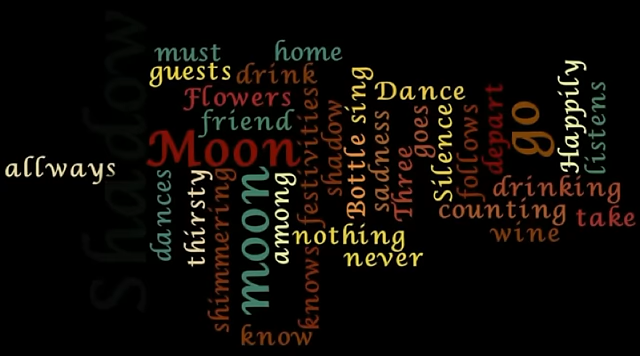 Shadow
must
home
guests
drink
Flowers
friend
Moon
allways
dances
thirsty
shimmering
moon
among
festivities
knows
know
shadow
Bottle sing
sadness
Dance
Three
goes
Silence
follows
depart
go
Happily
listens
drinking
counting
take
wine
nothing
never